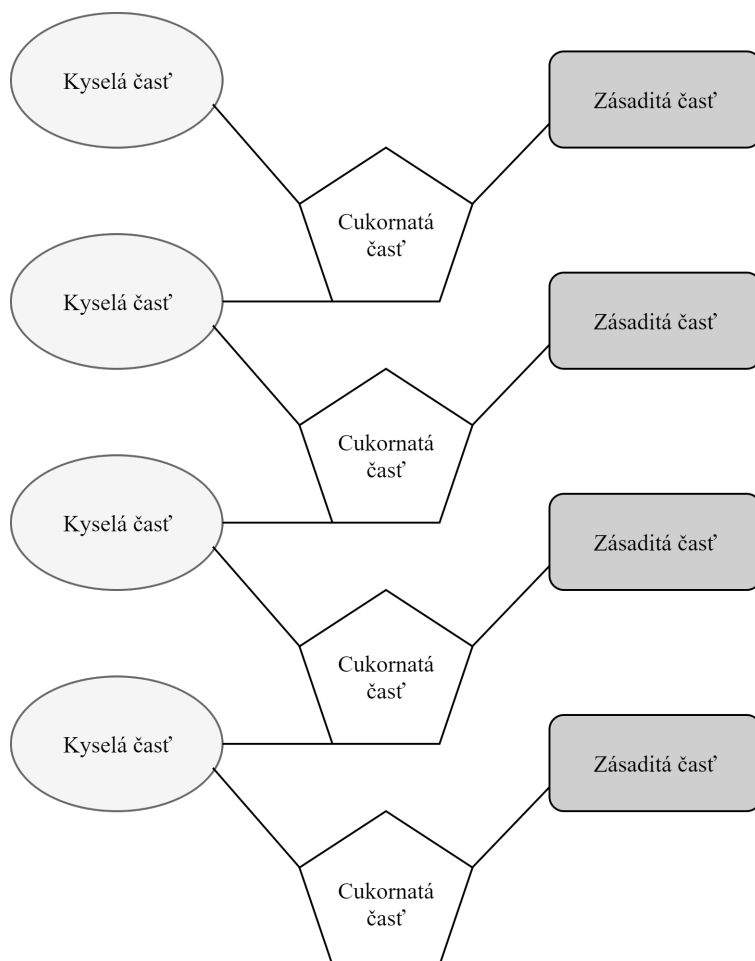 Kyselá časť
Zásaditá časť
Cukornatá
časť
Kyselá časť
Zásaditá časť
Cukornatá
časť
Kyselá časť
Zásaditá časť
Cukornatá
časť
Kyselá časť
Zásaditá časť
Cukornatá
časť